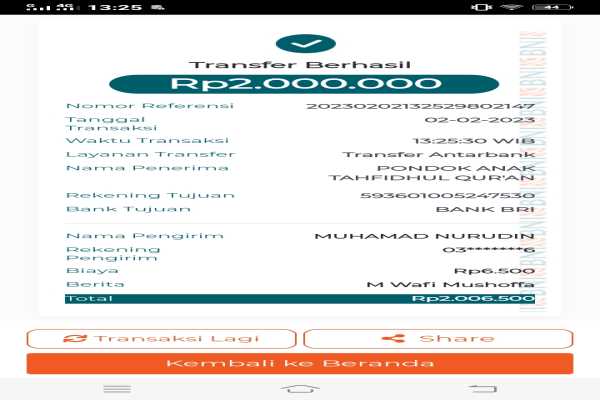 G 4G 13:25 44
Transfer Berhasil
Rp2.000.000
Nomor Referensi 20230202132529802147
Tanggal Transaksi 02-02-2023
Waktu Transaksi 13:25:30 WIB
Layanan Transfer Transfer Antarbank
Nama Penerima PONDOK ANAK
TAHFIDHUL QUR'AN
Rekening Tujuan 593601005247530
Bank Tujuan BANK BRI
Nama Pengirim MUHAMAD NURUDIN
Rekening Pengirim 03*******6
Biaya Rp6.500
Berita M Wafi Mushoffa
Total Rp2.006.500
Transaksi Lagi Share
Kembali ke Beranda